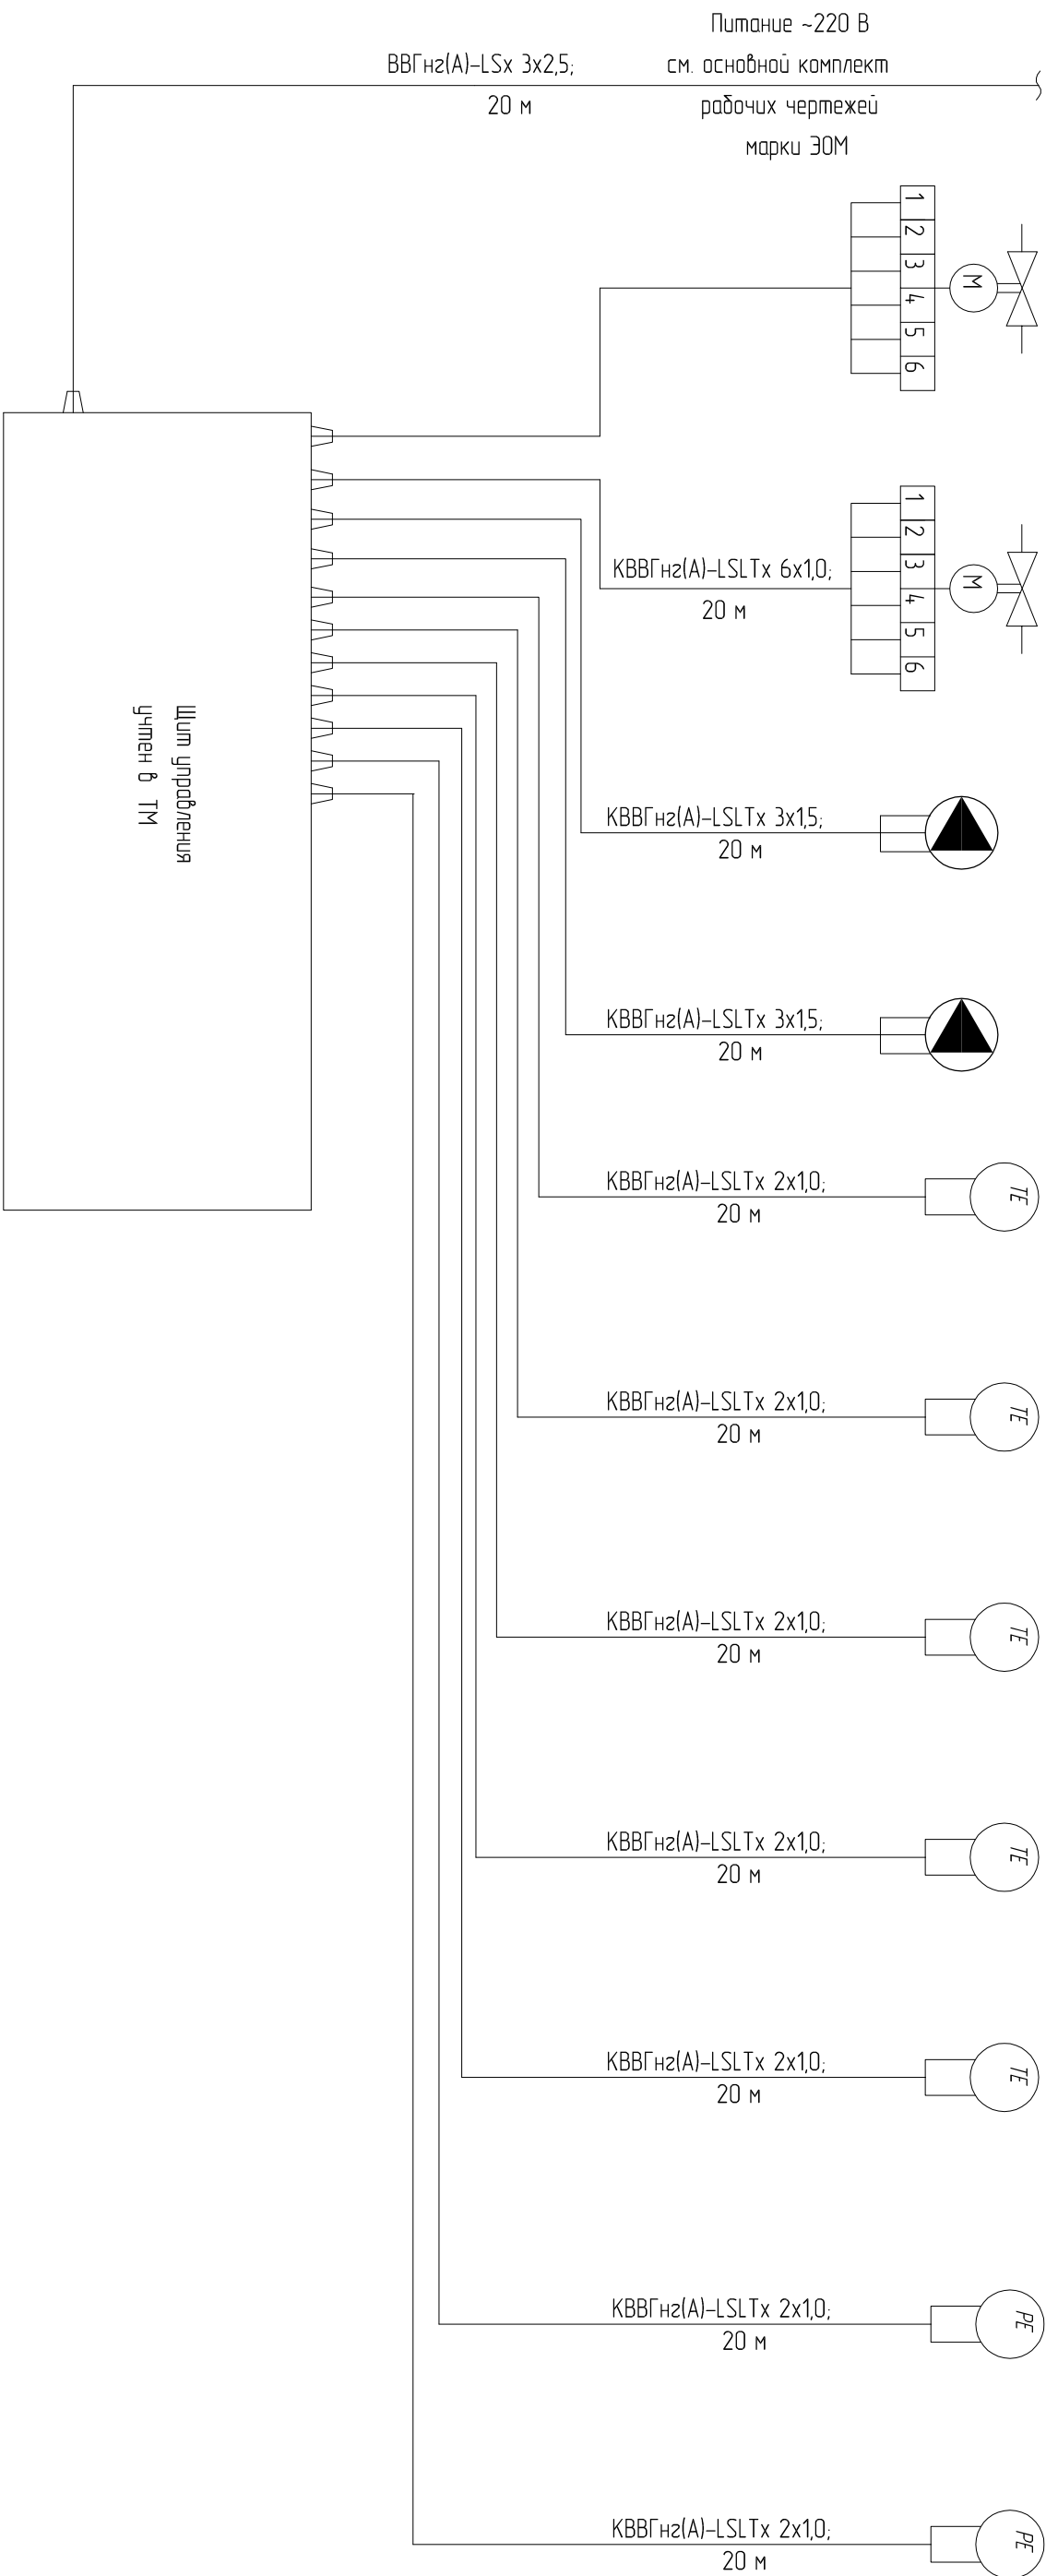 Питание ~220 В
ВВГнг(А)-LSх 3х2,5;
см. основной комплект
20 м
рабочих чертежей
марки ЭОМ
1
2
3
4
5
6
М
1
2
3
4
5
6
М
КВВГнг(А)-LSLTх 6х1,0;
20 м
Щит управления
учтен в ТМ
КВВГнг(А)-LSLTх 3х1,5;
20 м
КВВГнг(А)-LSLTх 3х1,5;
20 м
КВВГнг(А)-LSLTх 2х1,0;
20 м
TE
КВВГнг(А)-LSLTх 2х1,0;
20 м
TE
КВВГнг(А)-LSLTх 2х1,0;
20 м
TE
КВВГнг(А)-LSLTх 2х1,0;
20 м
TE
КВВГнг(А)-LSLTх 2х1,0;
20 м
TE
КВВГнг(А)-LSLTх 2х1,0;
20 м
PE
КВВГнг(А)-LSLTх 2х1,0;
20 м
PE